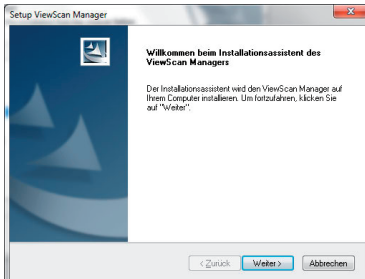 Setup ViewScan Manager
Willkommen beim Installationsassistent des
ViewScan Managers
Der Installationsassistent wird den ViewScan Manager auf
Ihrem Computer installieren. Um fortzufahren, klicken Sie
auf "Weiter".
< Zurück
Weiter >
Abbrechen